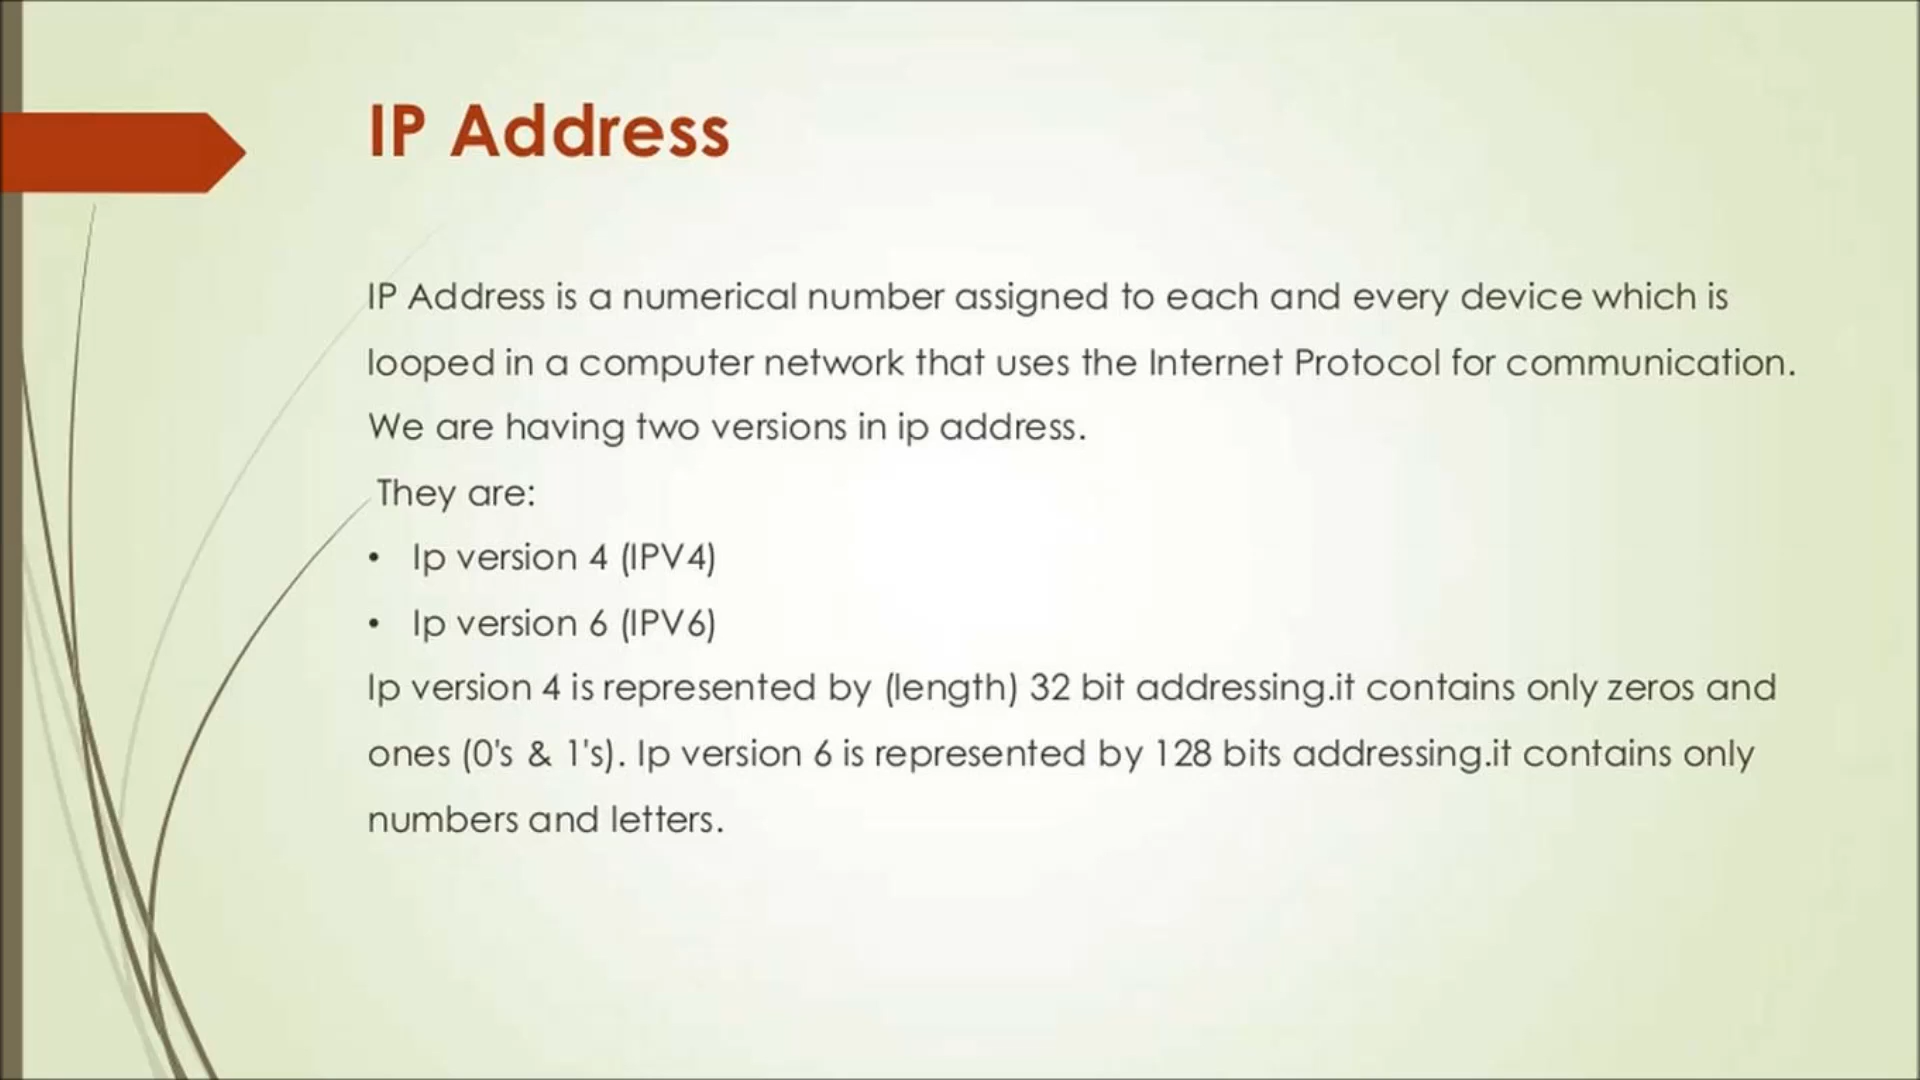 IP Address
IP Address is a numerical number assigned to each and every device which is
looped in a computer network that uses the Internet Protocol for communication.
We are having two versions in ip address.
They are:
• Ip version 4 (IPV4)
• Ip version 6 (IPV6)
Ip version 4 is represented by (length) 32 bit addressing.it contains only zeros and
ones (0's & 1's). Ip version 6 is represented by 128 bits addressing.it contains only
numbers and letters.